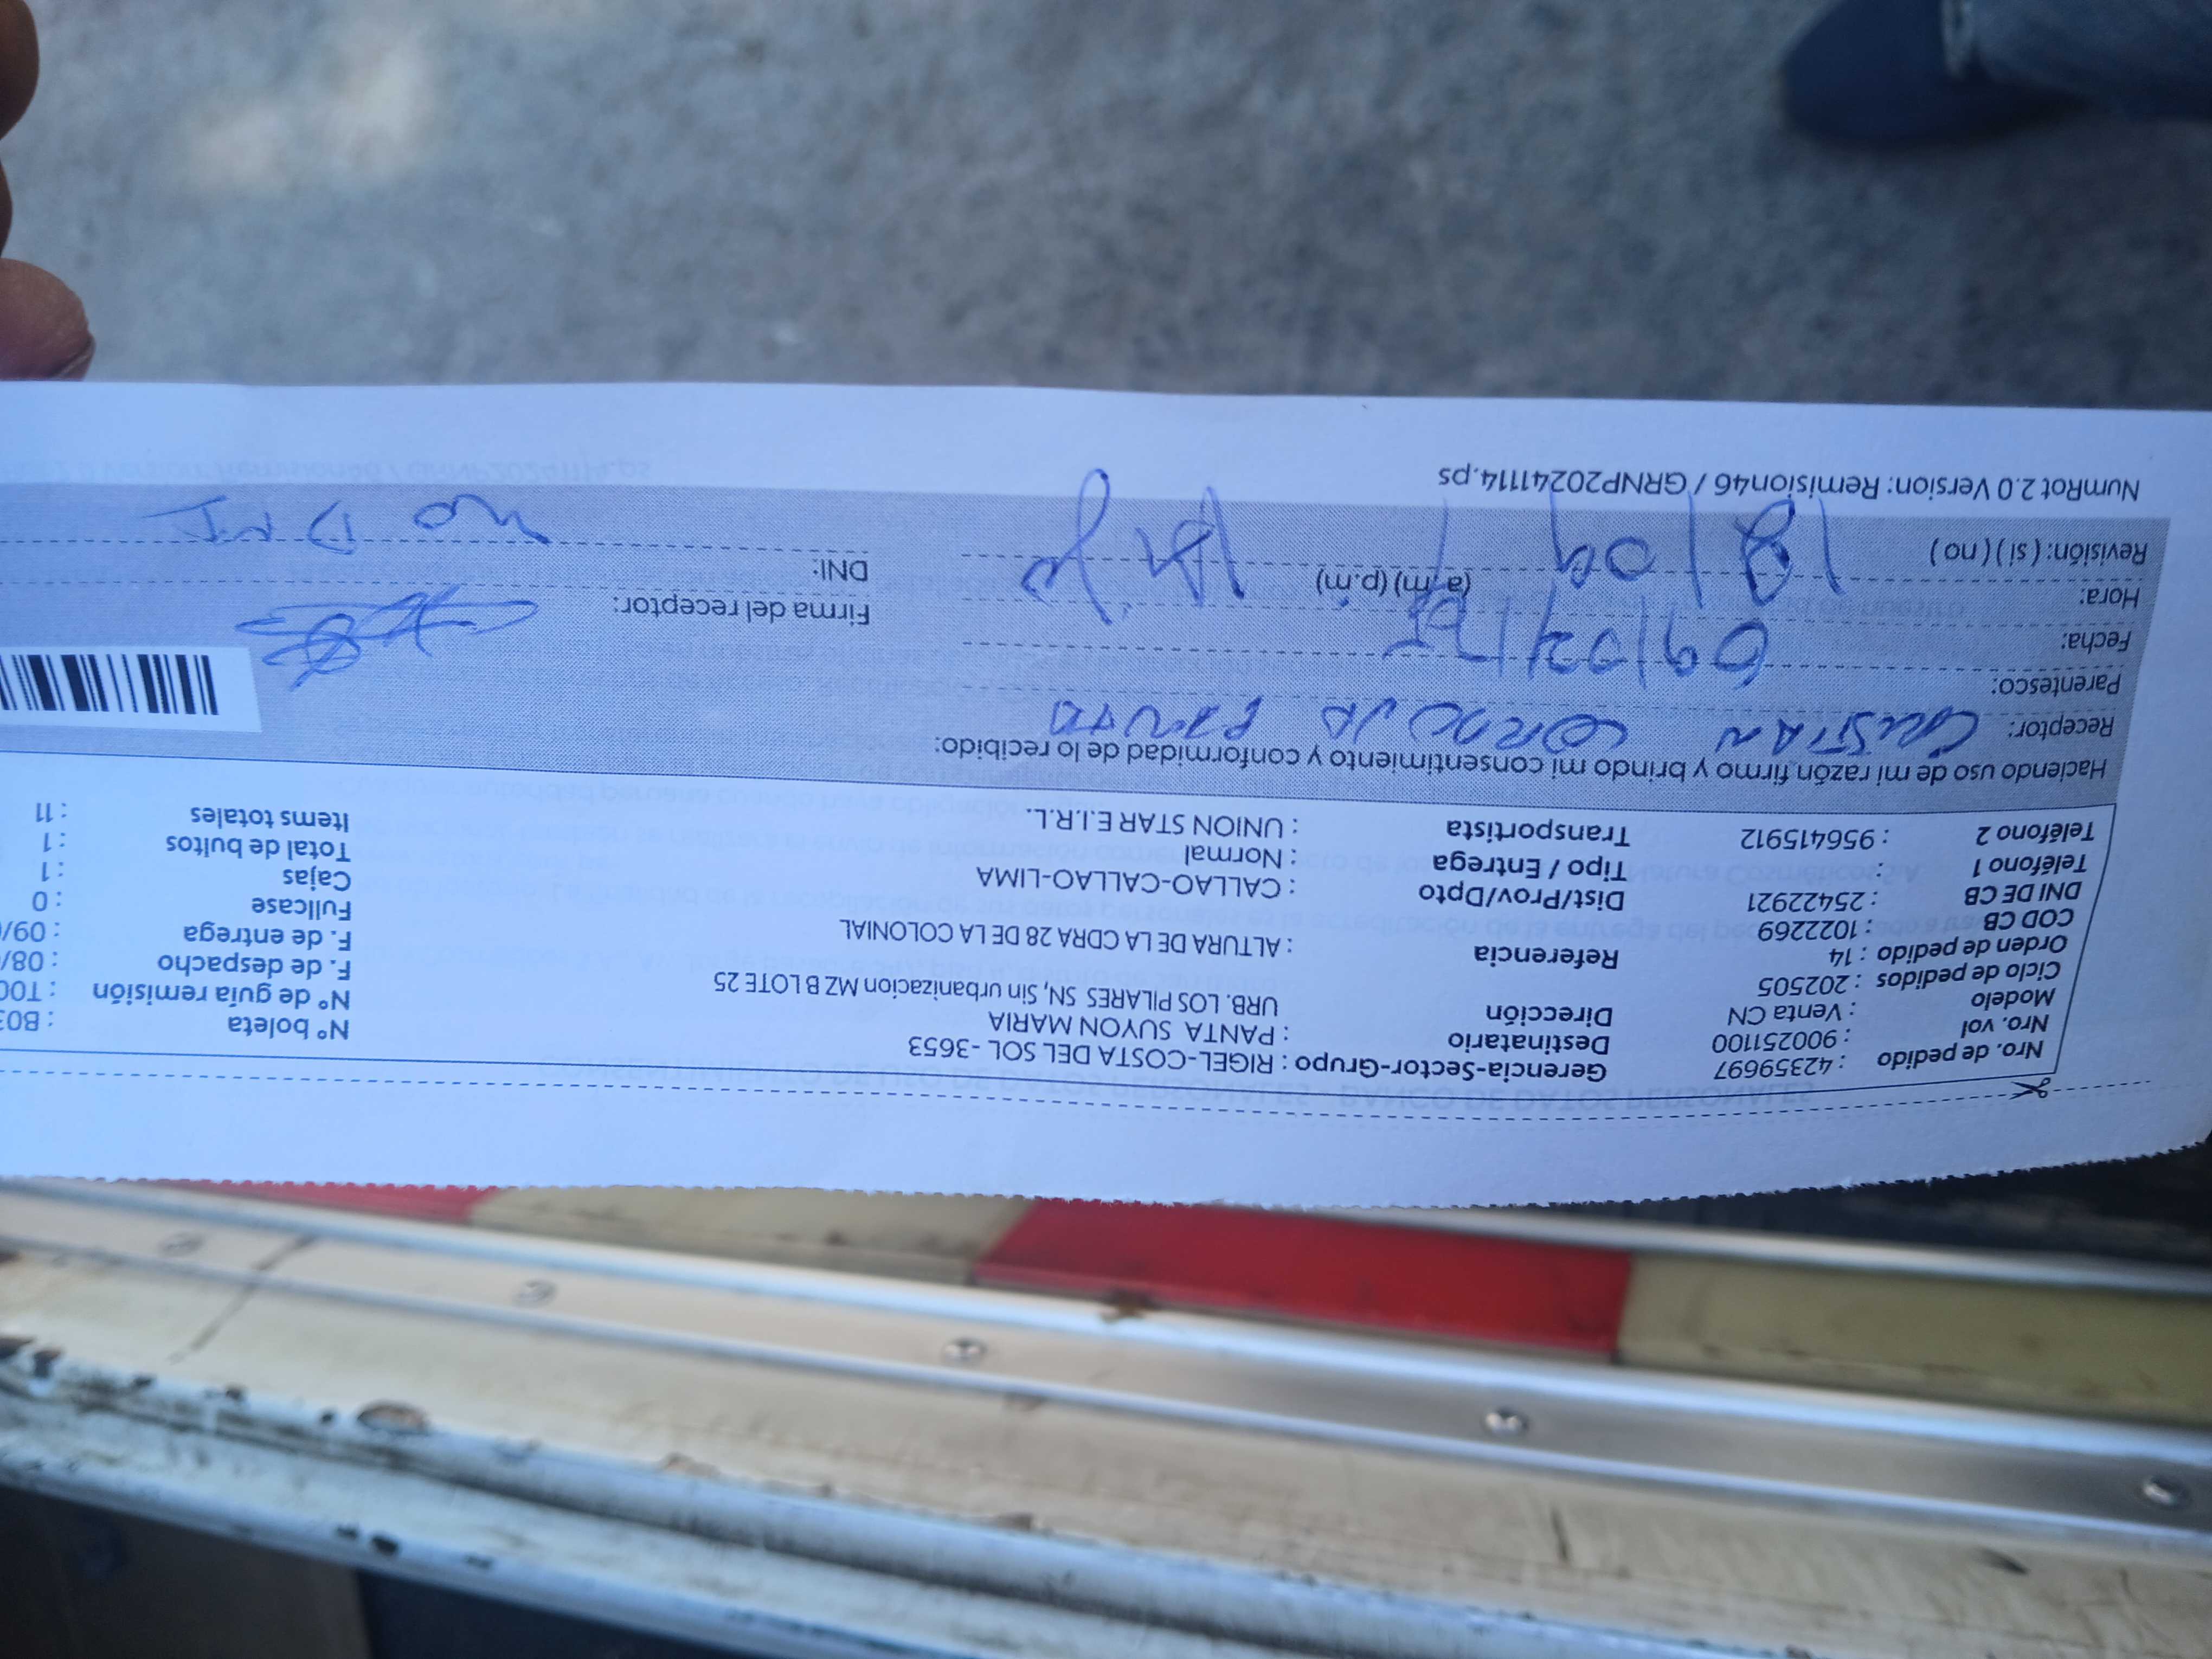 Nro. de pedido : 42359697 Gerencia-Sector-Grupo : RIGEL-COSTA DEL SOL -3653 N° boleta : B03
Nro. vol : 900251100 Destinatario : PANTA SUYON MARIA N° de guía remisión : T00
Modelo : Venta CN Dirección URB. LOS PILARES SN, Sin urbanizacion MZ B LOTE 25 F. de despacho : 08/
Ciclo de pedidos : 202505 F. de entrega : 09/
Orden de pedido : 14 Referencia : ALTURA DE LA CDRA 28 DE LA COLONIAL Fullcase : 0
COD CB : 1022269 Cajas : 1
DNI DE CB : 25422921 Dist/Prov/Dpto : CALLAO-CALLAO-LIMA Total de bultos : 1
Teléfono 1 : Tipo / Entrega : Normal Items totales : 11
Teléfono 2 : 956415912 Transportista : UNION STAR E.I.R.L.
Haciendo uso de mi razón, firmo y brindo mi consentimiento y conformidad de lo recibido:
Receptor: CRISTIAN
Parentesco:
Fecha: 09/02/25 Firma del receptor:
Hora: (a.m) (p.m) DNI: NO DNI
Revisión: ( si ) ( no )
NumRot 2.0 Version: Remision46 / GRNP20241114.ps